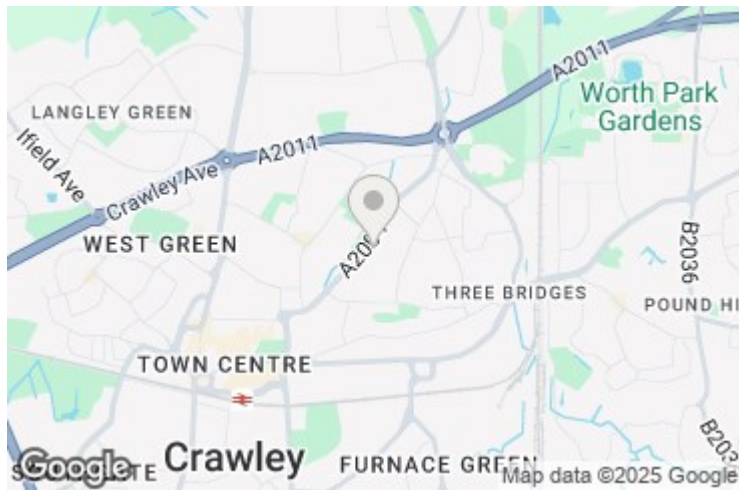 A2011
Worth Park
Gardens
LANGLEY GREEN
Ifield Ave
A2011
Crawley Ave
WEST GREEN
B2036
THREE BRIDGES
POUND HI
TOWN CENTRE
Crawley
FURNACE GREEN
Google
Map data ©2025 Google